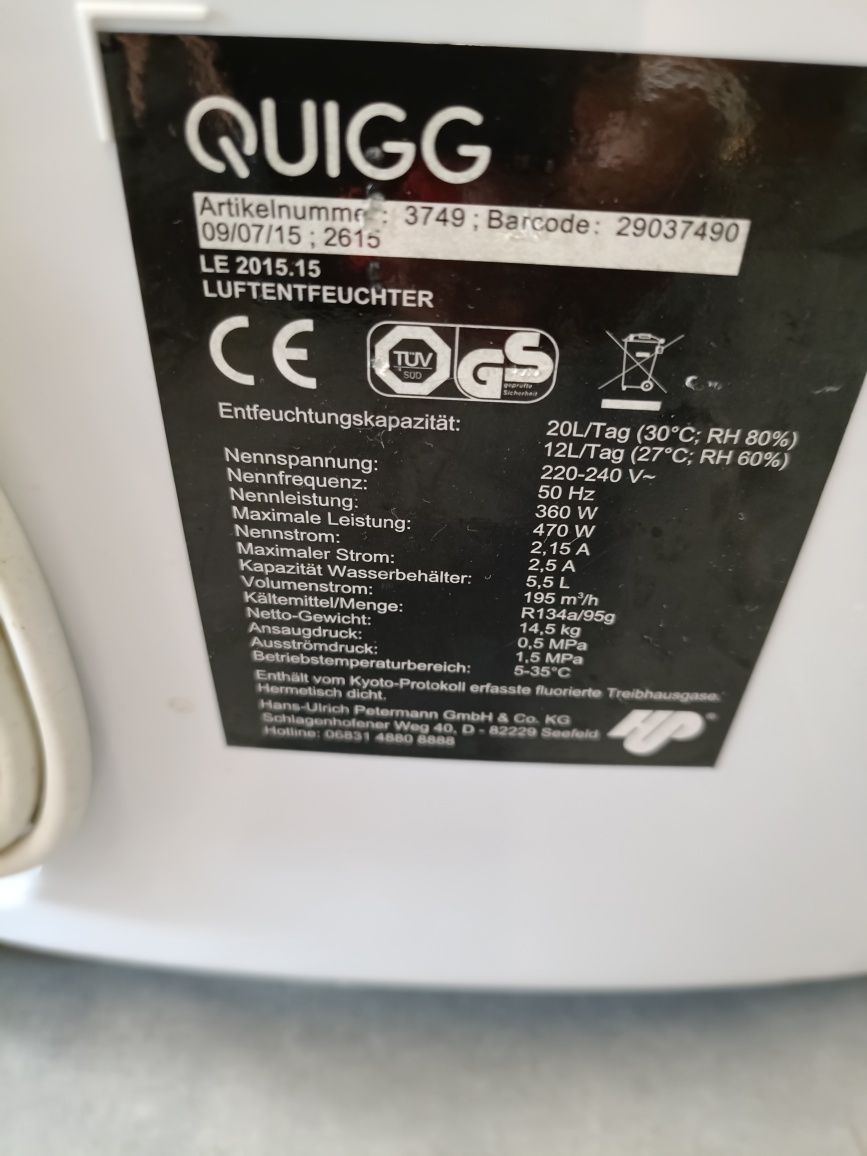 QUIGG
Artikelnummer: 3749 ; Barcode: 29037490
09/07/15 ; 2615
LE 2015.15
LUFTENTFEUCHTER
CE TÜV SÜD GS geprüfte Sicherheit
Entfeuchtungskapazität: 20L/Tag (30°C; RH 80%)
12L/Tag (27°C; RH 60%)
Nennspannung: 220-240 V~
Nennfrequenz: 50 Hz
Nennleistung: 360 W
Maximale Leistung: 470 W
Nennstrom: 2,15 A
Maximaler Strom: 2,5 A
Kapazität Wasserbehälter: 5,5 L
Volumenstrom: 195 m³/h
Kältemittel/Menge: R134a/95g
Netto-Gewicht: 14,5 kg
Ansaugdruck: 0,5 MPa
Ausströmdruck: 1,5 MPa
Betriebstemperaturbereich: 5-35°C
Enthält vom Kyoto-Protokoll erfasste fluorierte Treibhausgase.
Hermetisch dicht.
Hans-Ulrich Petermann GmbH & Co. KG
Schlagenhofener Weg 40, D - 82229 Seefeld
Hotline: 06831 4880 8888
HUP®